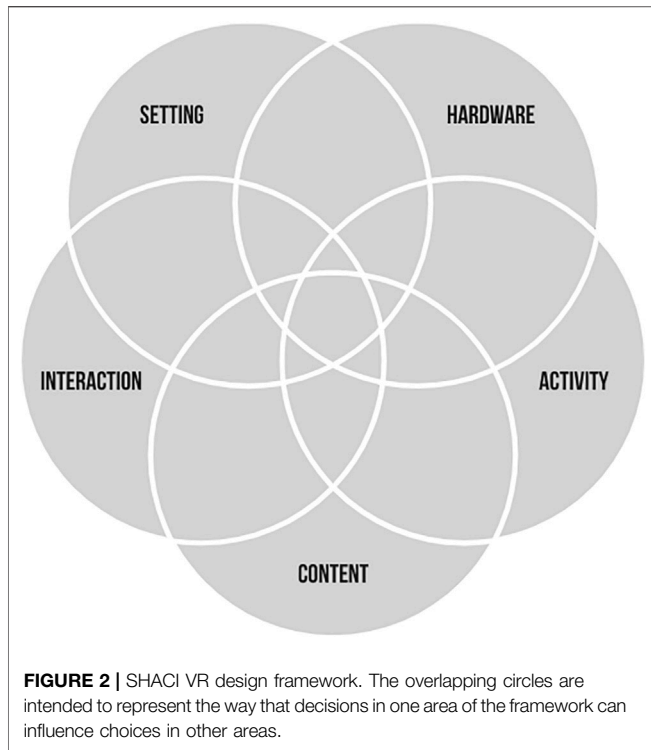 SETTING
HARDWARE
INTERACTION
ACTIVITY
CONTENT
FIGURE 2 | SHACI VR design framework. The overlapping circles are
intended to represent the way that decisions in one area of the framework can
influence choices in other areas.